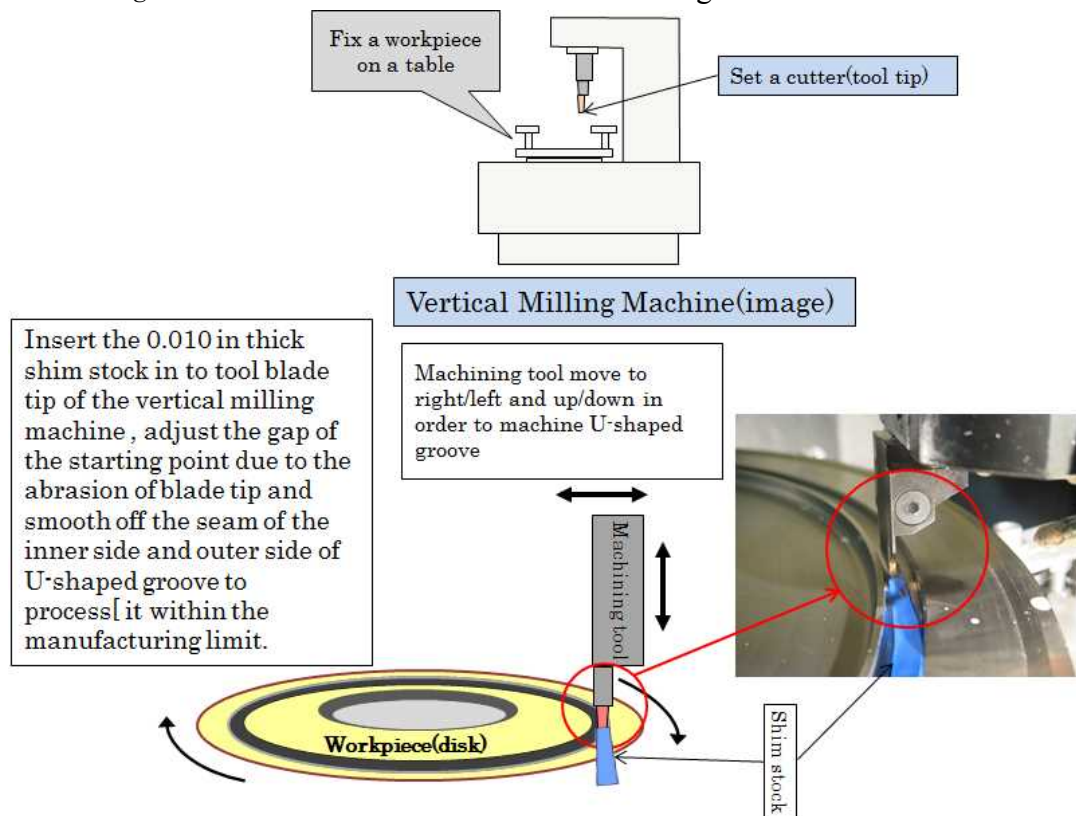 Fix a workpiece
on a table
Set a cutter(tool tip)
Vertical Milling Machine(image)
Insert the 0.010 in thick
shim stock in to tool blade
tip of the vertical milling
machine , adjust the gap of
the starting point due to the
abrasion of blade tip and
smooth off the seam of the
inner side and outer side of
U-shaped groove to
process[ it within the
manufacturing limit.
Machining tool move to
right/left and up/down in
order to machine U-shaped
groove
Machining tool
Workpiece(disk)
Shim stock